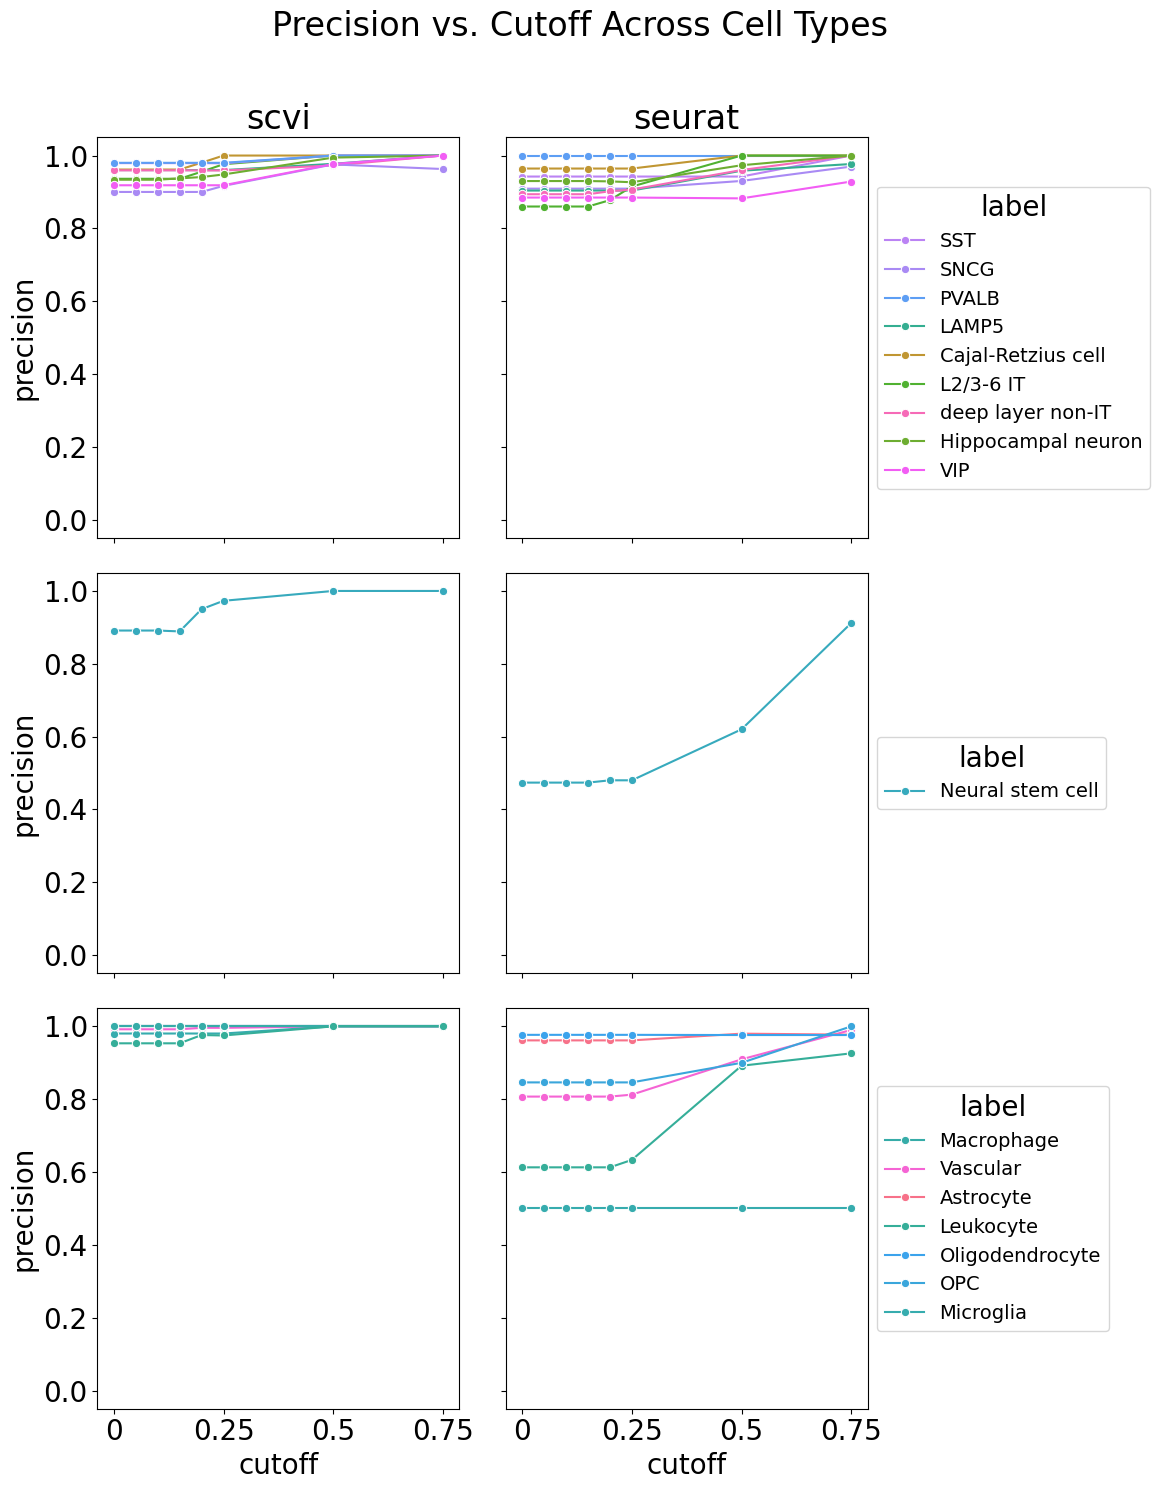 Precision vs. Cutoff Across Cell Types
scvi
seurat
precision
1.0
0.8
0.6
0.4
0.2
0.0
label
SST
SNCG
PVALB
LAMP5
Cajal-Retzius cell
L2/3-6 IT
deep layer non-IT
Hippocampal neuron
VIP
precision
1.0
0.8
0.6
0.4
0.2
0.0
label
Neural stem cell
precision
1.0
0.8
0.6
0.4
0.2
0.0
label
Macrophage
Vascular
Astrocyte
Leukocyte
Oligodendrocyte
OPC
Microglia
0 0.25 0.5 0.75
cutoff
0 0.25 0.5 0.75
cutoff